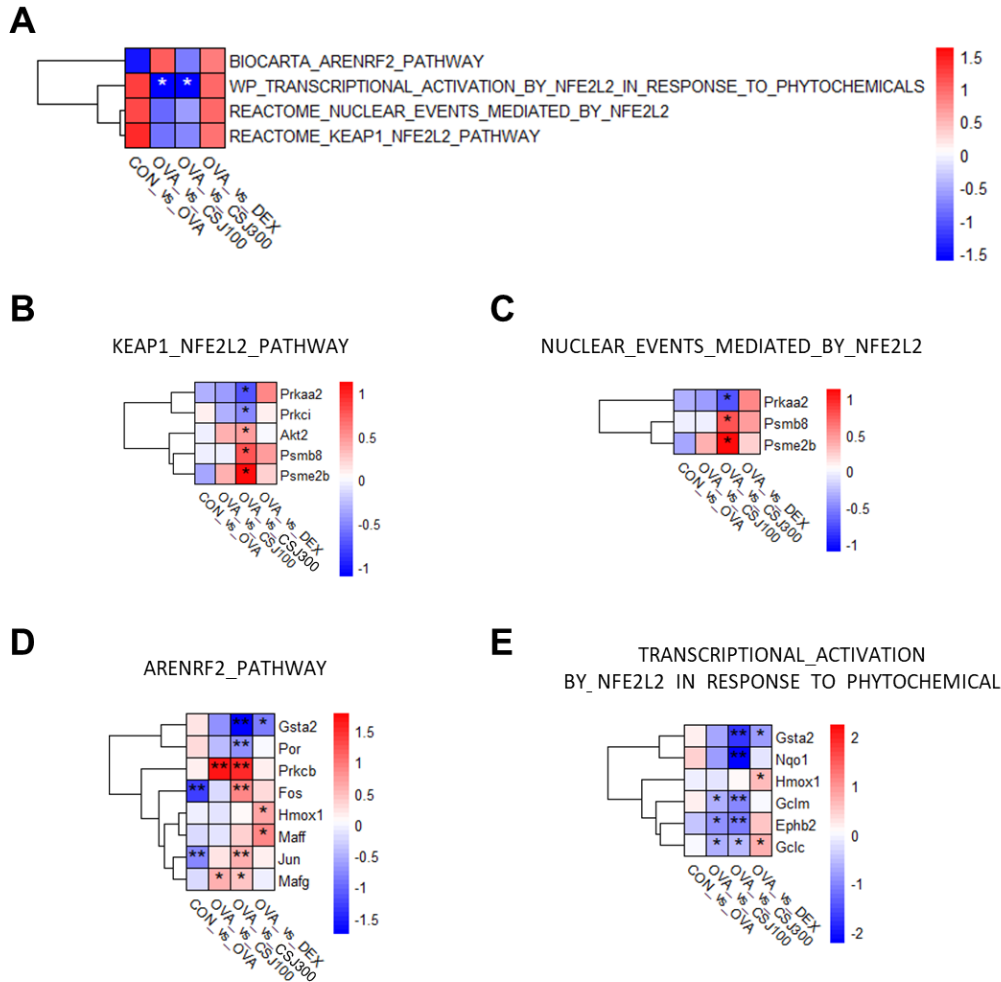 A
BIOCARTA_ARENRF2_PATHWAY
WP_TRANSCRIPTIONAL_ACTIVATION_BY_NFE2L2_IN_RESPONSE_TO_PHYTOCHEMICALS
REACTOME_NUCLEAR_EVENTS_MEDIATED_BY_NFE2L2
REACTOME_KEAP1_NFE2L2_PATHWAY
* *
CON_vs_OVA
OVA_vs_CSJ100
OVA_vs_CSJ300
OVA_vs_DEX
1.5
1
0.5
0
-0.5
-1
-1.5
B
KEAP1_NFE2L2_PATHWAY
* Prkaa2
* Prkci
* Akt2
* Psmb8
* Psme2b
CON_vs_OVA
OVA_vs_CSJ100
OVA_vs_CSJ300
OVA_vs_DEX
1
0.5
0
-0.5
-1
C
NUCLEAR_EVENTS_MEDIATED_BY_NFE2L2
* Prkaa2
* Psmb8
* Psme2b
CON_vs_OVA
OVA_vs_CSJ100
OVA_vs_CSJ300
OVA_vs_DEX
1
0.5
0
-0.5
-1
D
ARENRF2_PATHWAY
** * Gsta2
** Por
** ** Prkcb
** ** Fos
* Hmox1
* Maff
** ** Jun
* * Mafg
CON_vs_OVA
OVA_vs_CSJ100
OVA_vs_CSJ300
OVA_vs_DEX
1.5
1
0.5
0
-0.5
-1
-1.5
E
TRANSCRIPTIONAL_ACTIVATION
BY_NFE2L2 IN RESPONSE TO PHYTOCHEMICAL
** * Gsta2
** Nqo1
* Hmox1
* ** Gclm
* ** Ephb2
* * * Gclc
CON_vs_OVA
OVA_vs_CSJ100
OVA_vs_CSJ300
OVA_vs_DEX
2
1
0
-1
-2